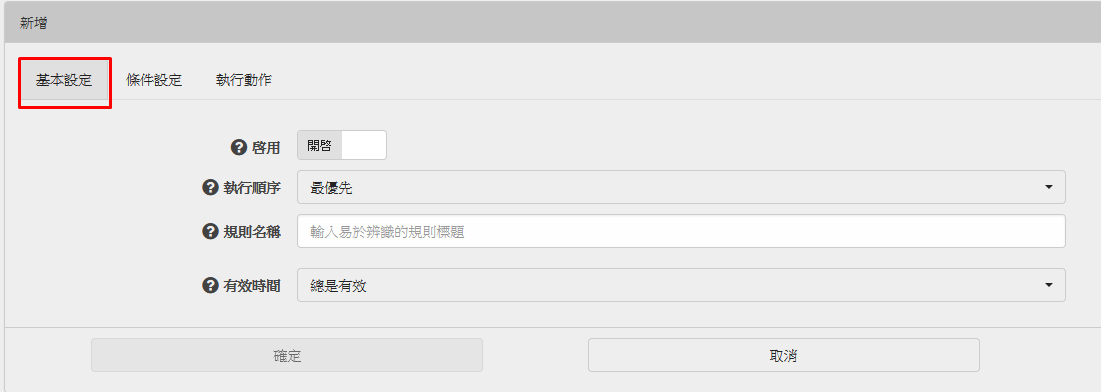 新增
基本設定 條件設定 執行動作
啓用 開啓
執行順序 最優先
規則名稱 輸入易於辨識的規則標題
有效時間 總是有效
確定 取消